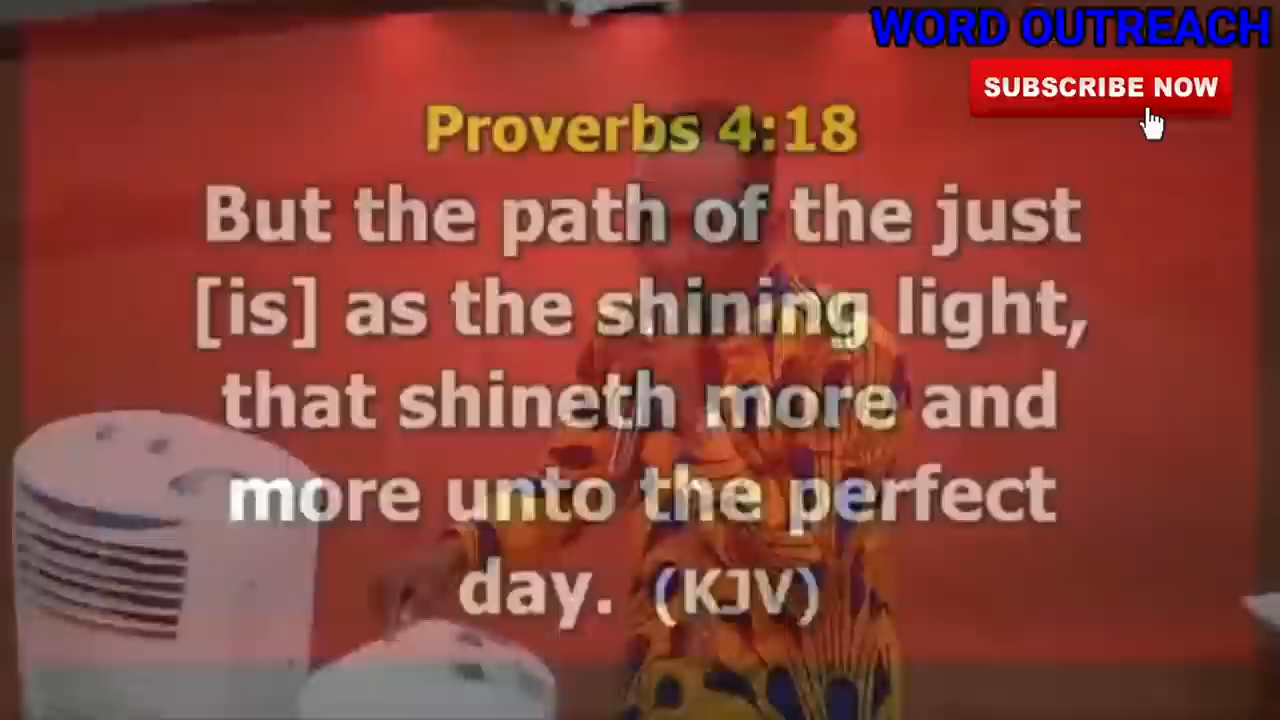 WORD OUTREACH
SUBSCRIBE NOW
Proverbs 4:18
But the path of the just
[is] as the shining light,
that shineth more and
more unto the perfect
day. (KJV)